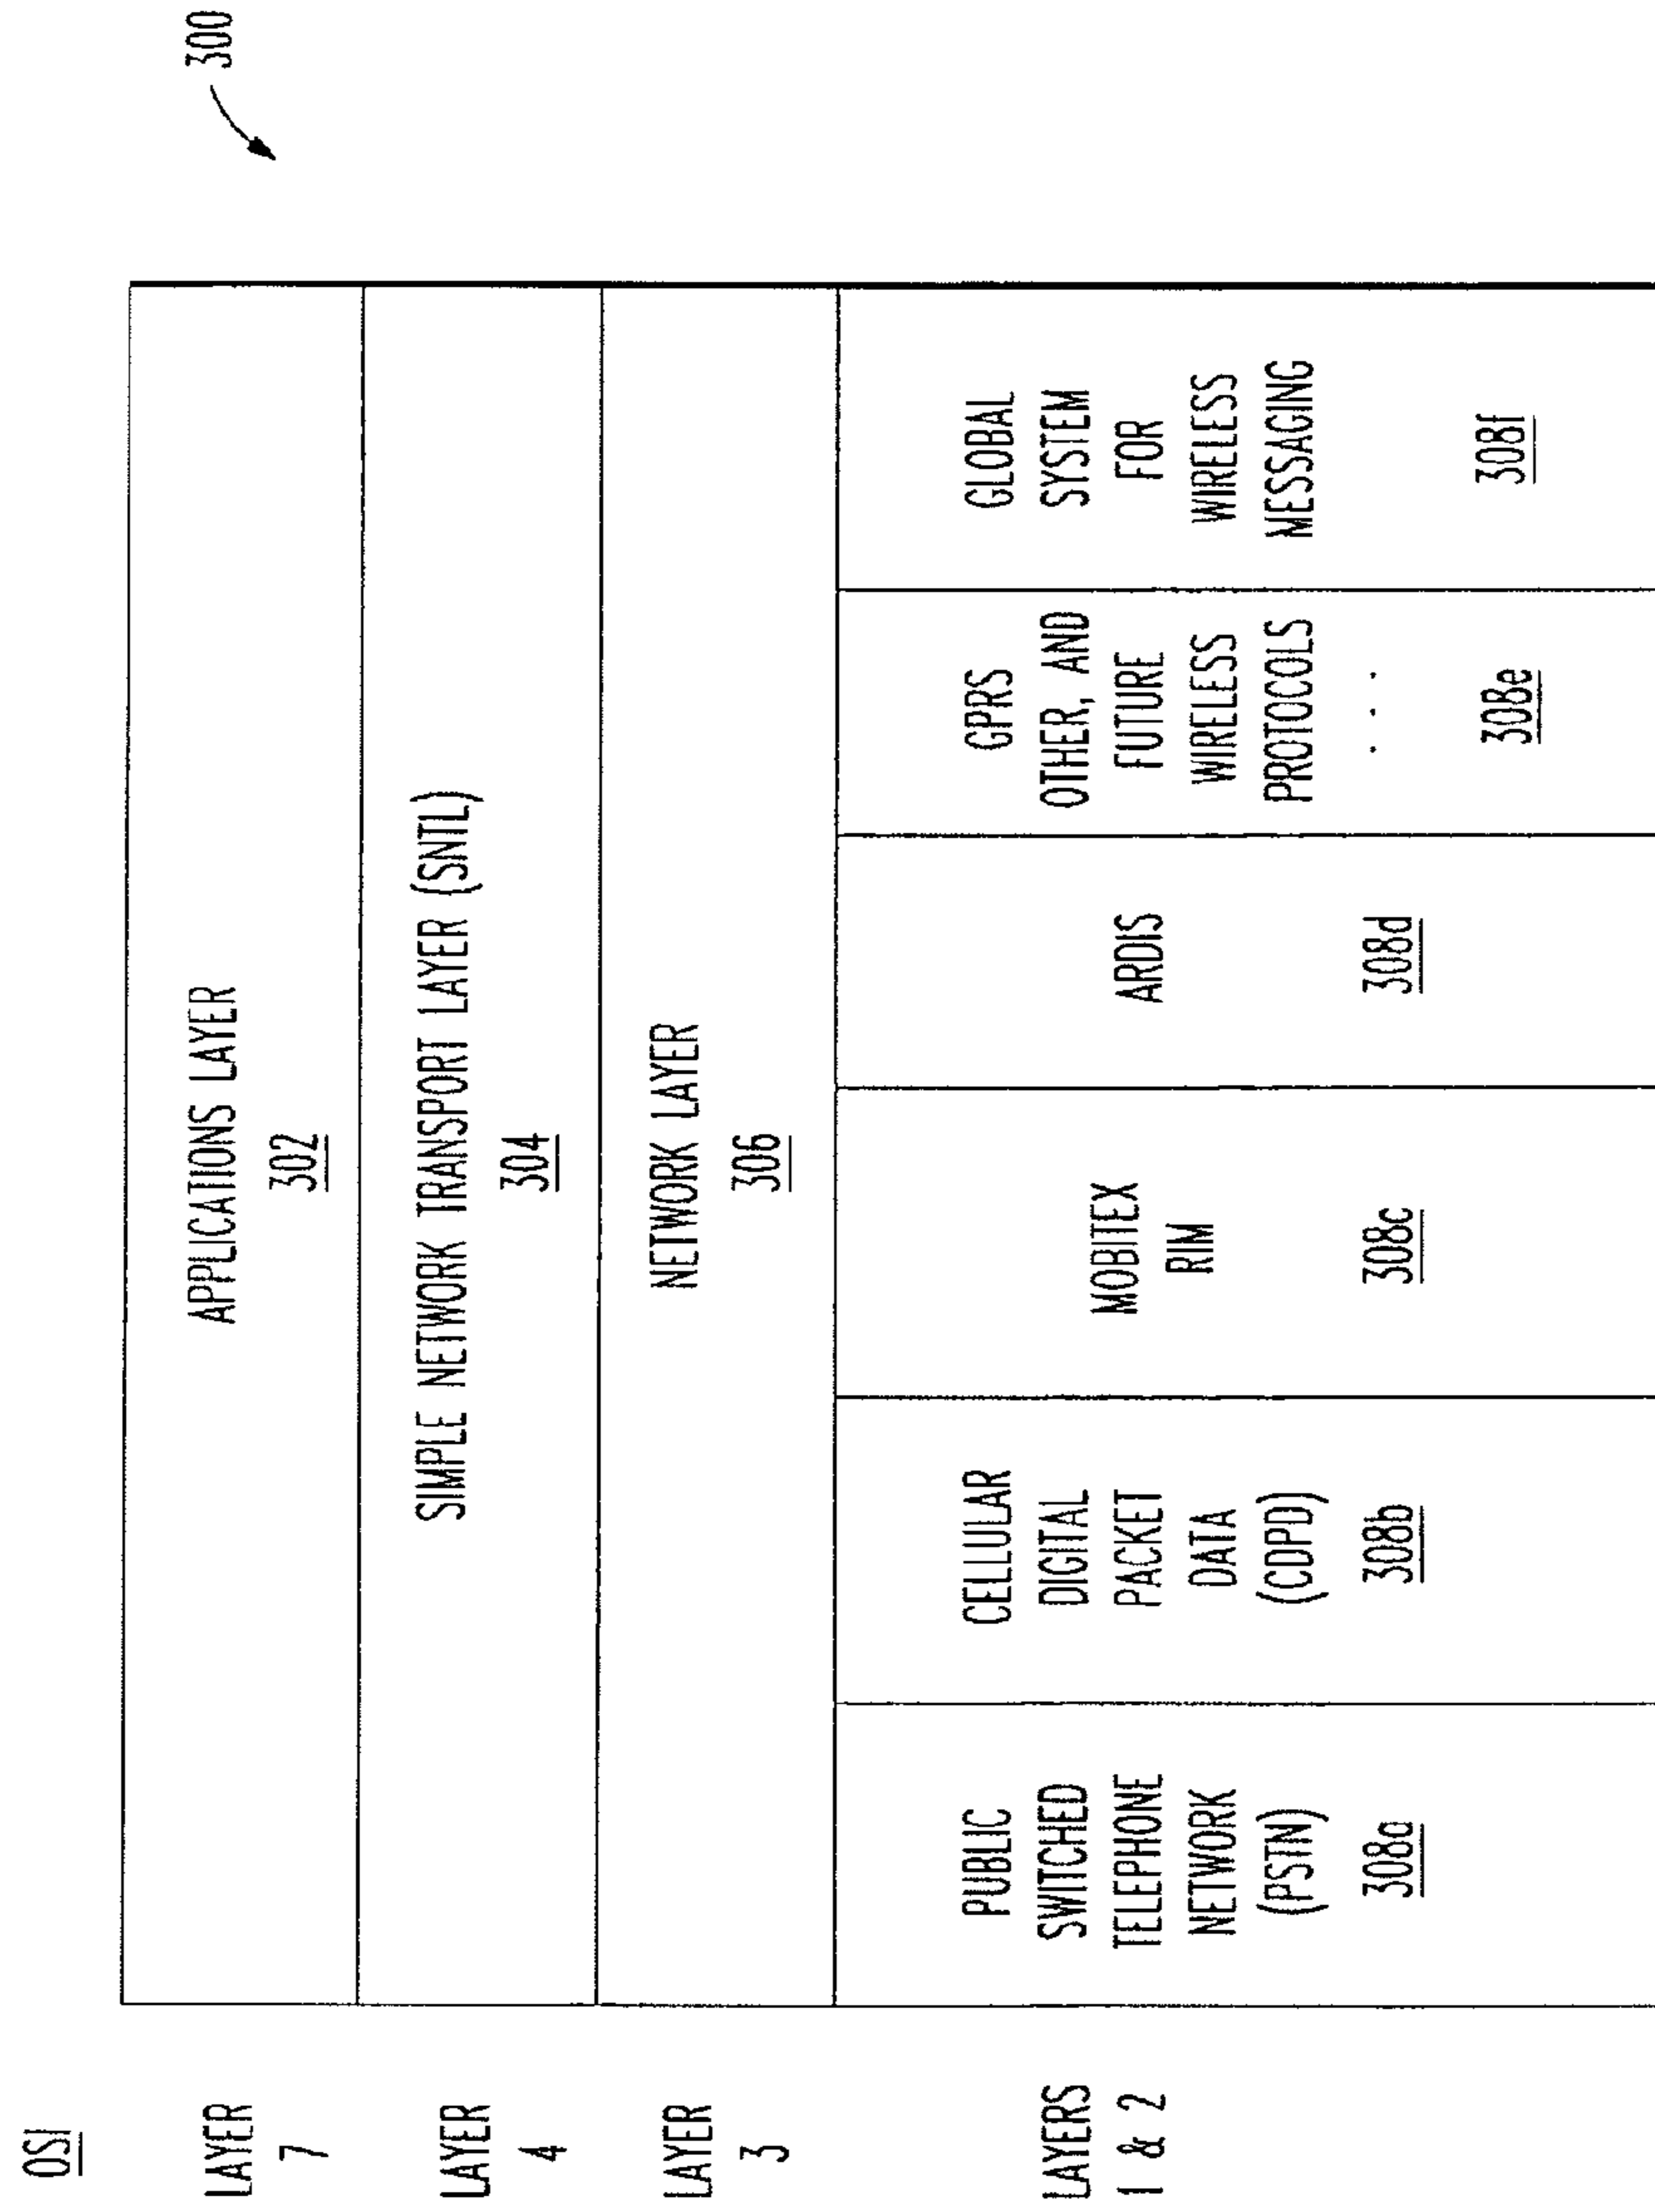 300
OSI
LAYER
7
APPLICATIONS LAYER
302
LAYER
4
SIMPLE NETWORK TRANSPORT LAYER (SNTL)
304
LAYER
3
NETWORK LAYER
306
LAYERS
1 & 2
PUBLIC
SWITCHED
TELEPHONE
NETWORK
(PSTN)
308a
CELLULAR
DIGITAL
PACKET
DATA
(CDPD)
308b
MOBITEX
RIM
308c
ARDIS
308d
GPRS
OTHER, AND
FUTURE
WIRELESS
PROTOCOLS
. . .
308e
GLOBAL
SYSTEM
FOR
WIRELESS
MESSAGING
308f